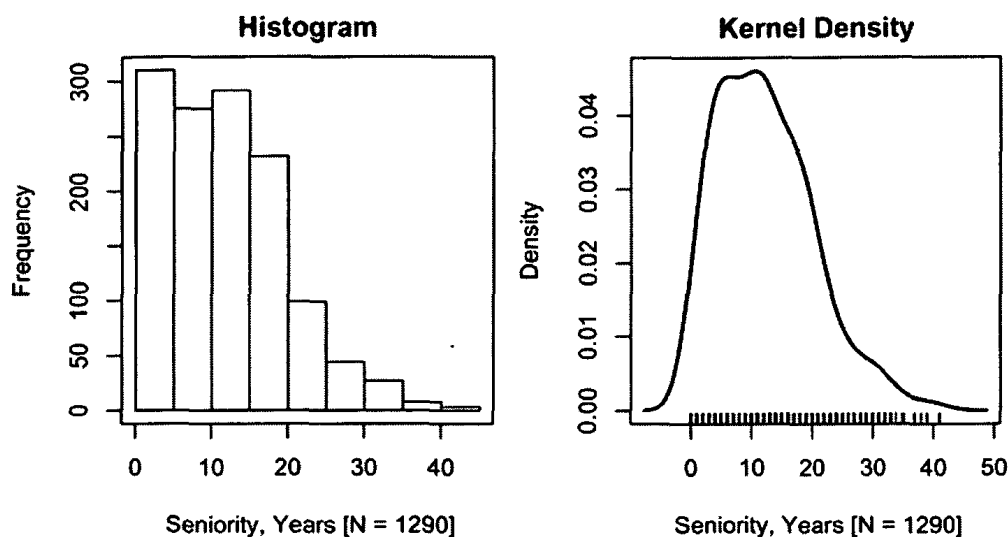 Histogram
Frequency
300
200
100
50
0
0 10 20 30 40
Seniority, Years [N = 1290]
Kernel Density
Density
0.04
0.03
0.02
0.01
0.00
0 10 20 30 40 50
Seniority, Years [N = 1290]